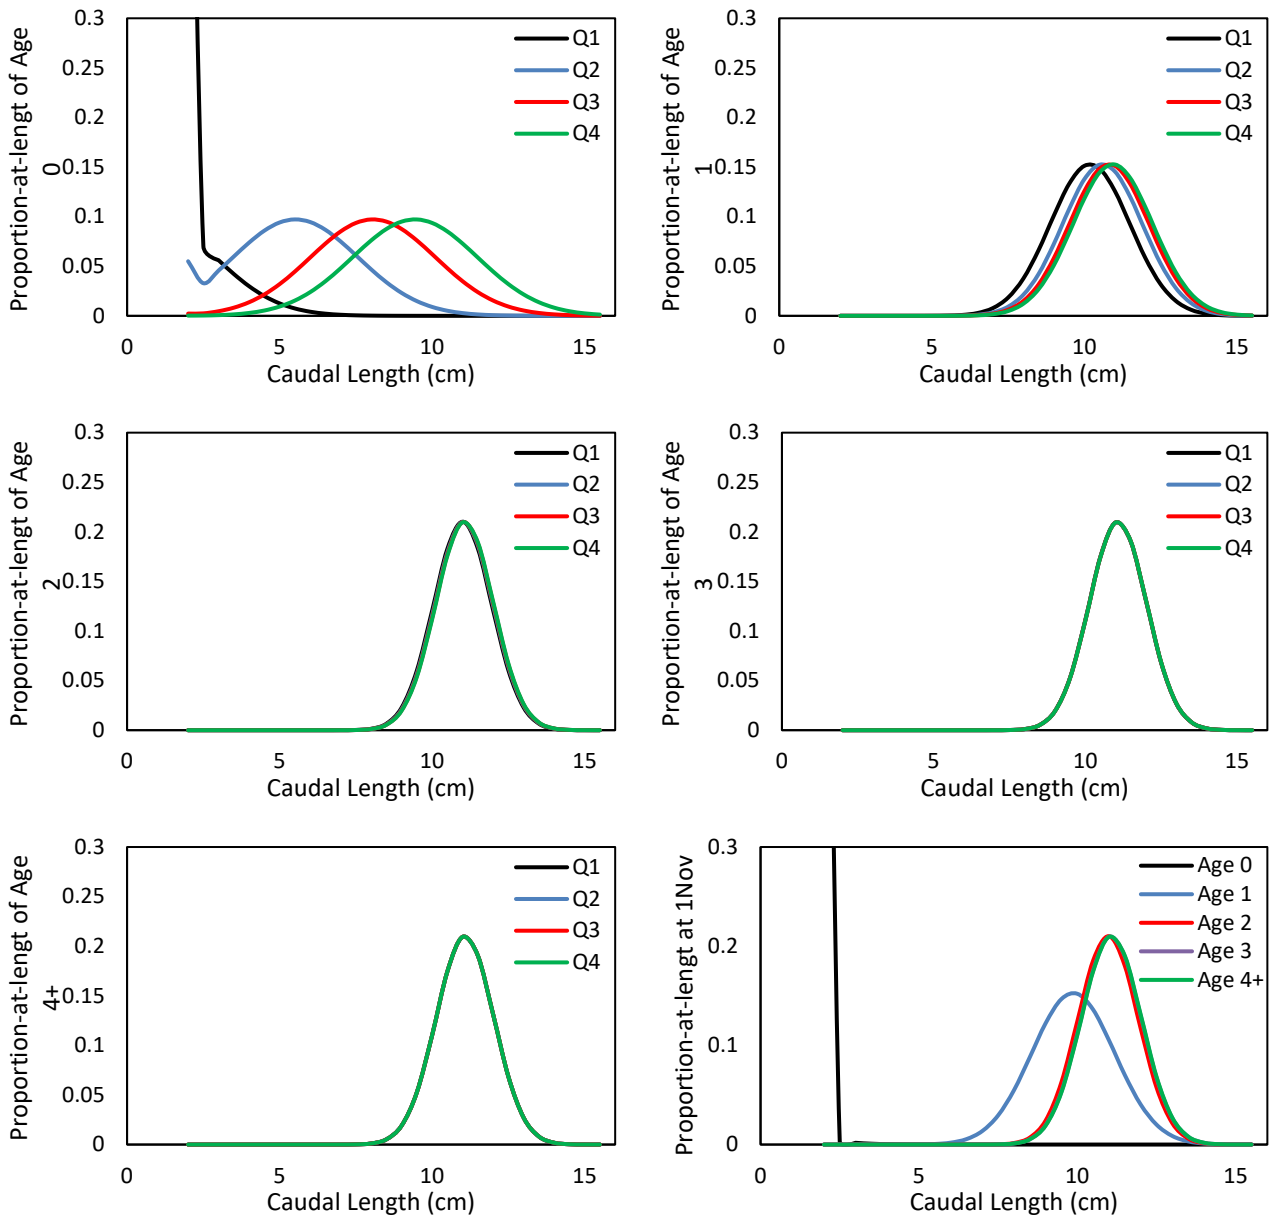 Proportion-at-lengt of Age
0
0.3
0.25
0.2
0.15
0.1
0.05
0
0
5
10
15
Caudal Length (cm)
Q1
Q2
Q3
Q4
Proportion-at-lengt of Age
1
0.3
0.25
0.2
0.15
0.1
0.05
0
0
5
10
15
Caudal Length (cm)
Q1
Q2
Q3
Q4
Proportion-at-lengt of Age
2
0.3
0.25
0.2
0.15
0.1
0.05
0
0
5
10
15
Caudal Length (cm)
Q1
Q2
Q3
Q4
Proportion-at-lengt of Age
3
0.3
0.25
0.2
0.15
0.1
0.05
0
0
5
10
15
Caudal Length (cm)
Q1
Q2
Q3
Q4
Proportion-at-lengt of Age
4+
0.3
0.25
0.2
0.15
0.1
0.05
0
0
5
10
15
Caudal Length (cm)
Q1
Q2
Q3
Q4
Proportion-at-lengt at 1Nov
0.3
0.2
0.1
0
0
5
10
15
Caudal Length (cm)
Age 0
Age 1
Age 2
Age 3
Age 4+